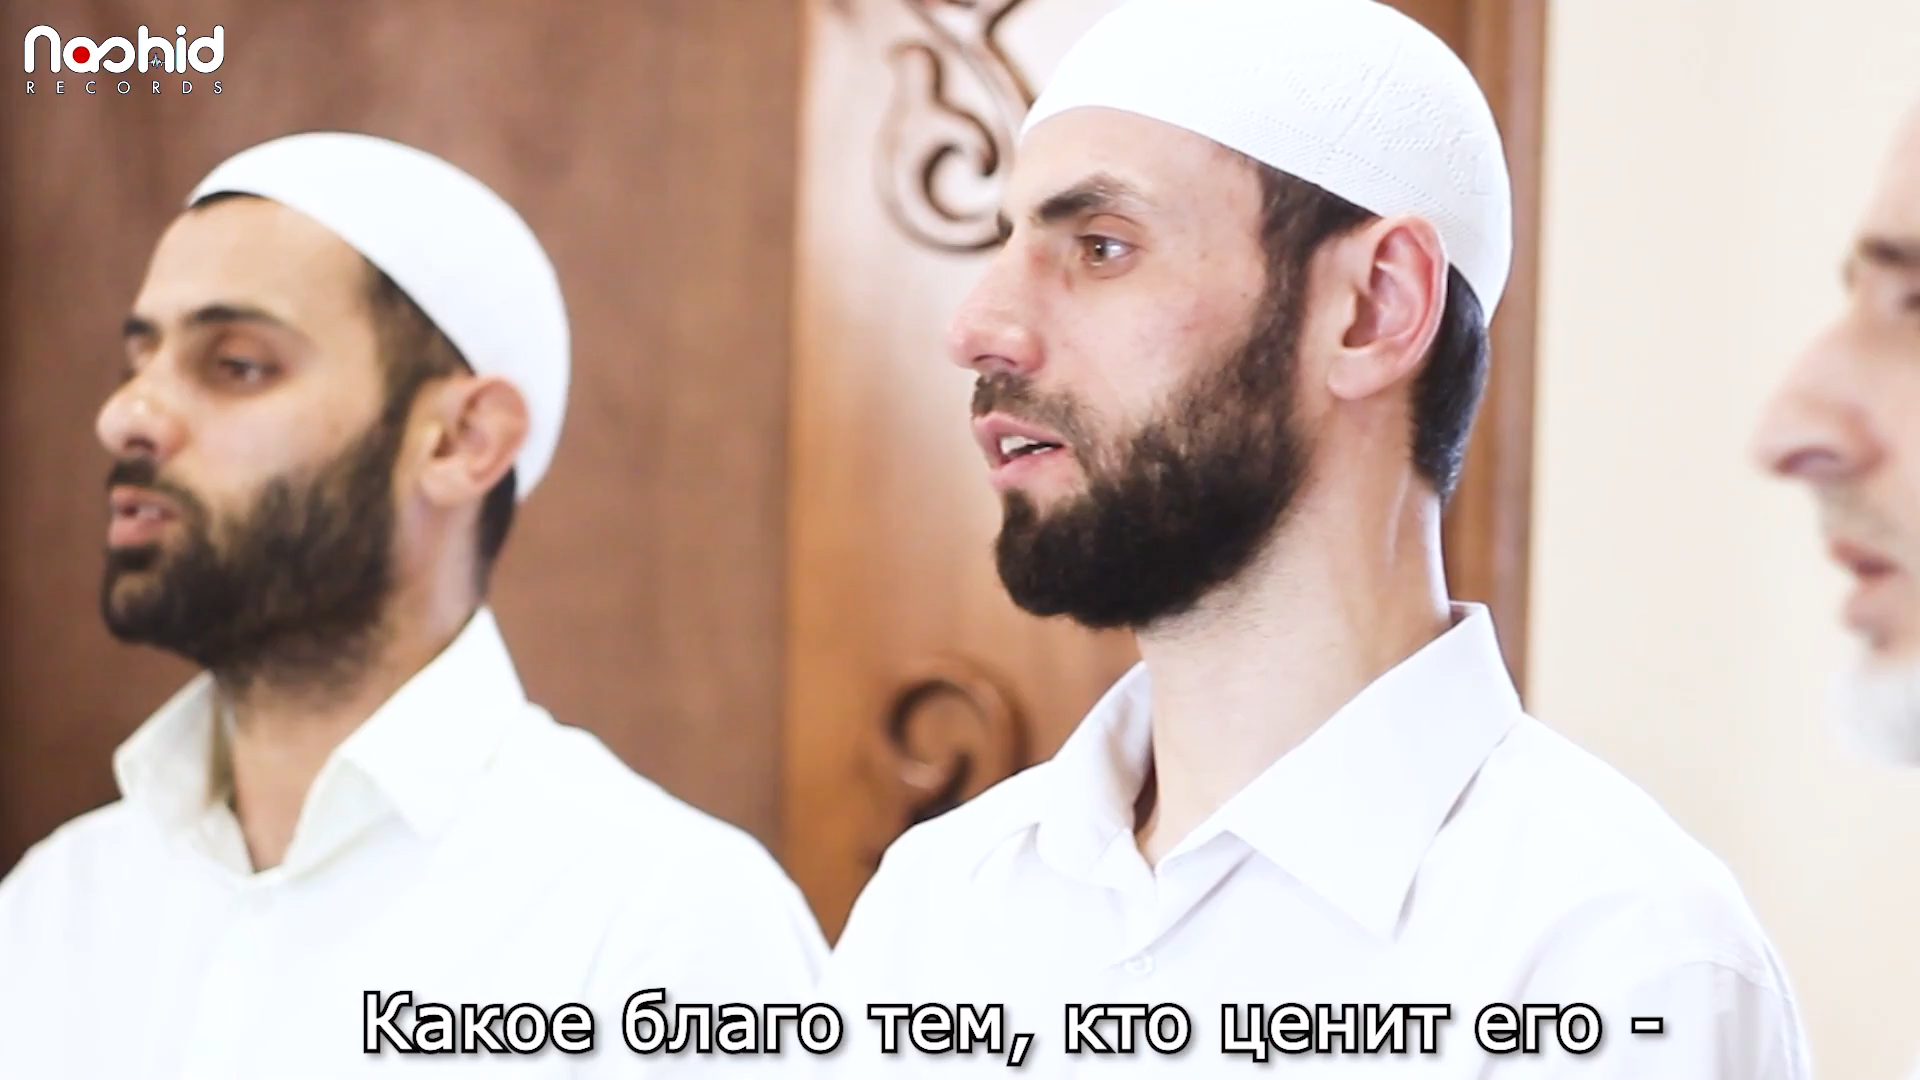 Nashid
RECORDS
Какое благо тем, кто ценит его -